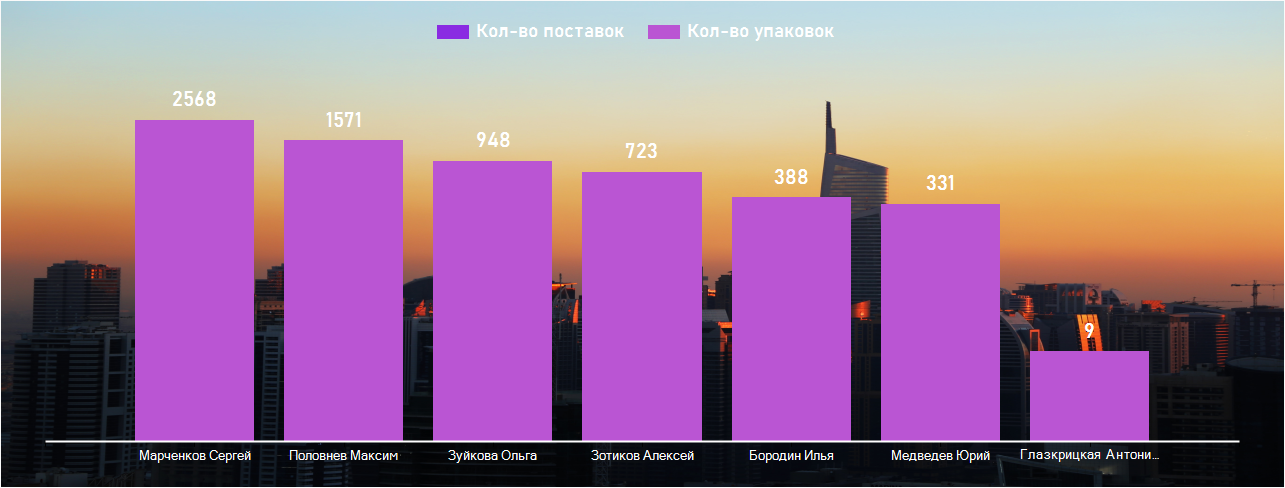 Кол-во поставок Кол-во упаковок
2568
1571
948
723
388
331
9
Марченков Сергей
Половнев Максим
Зуйкова Ольга
Зотиков Алексей
Бородин Илья
Медведев Юрий
Глазкрицкая Антони...